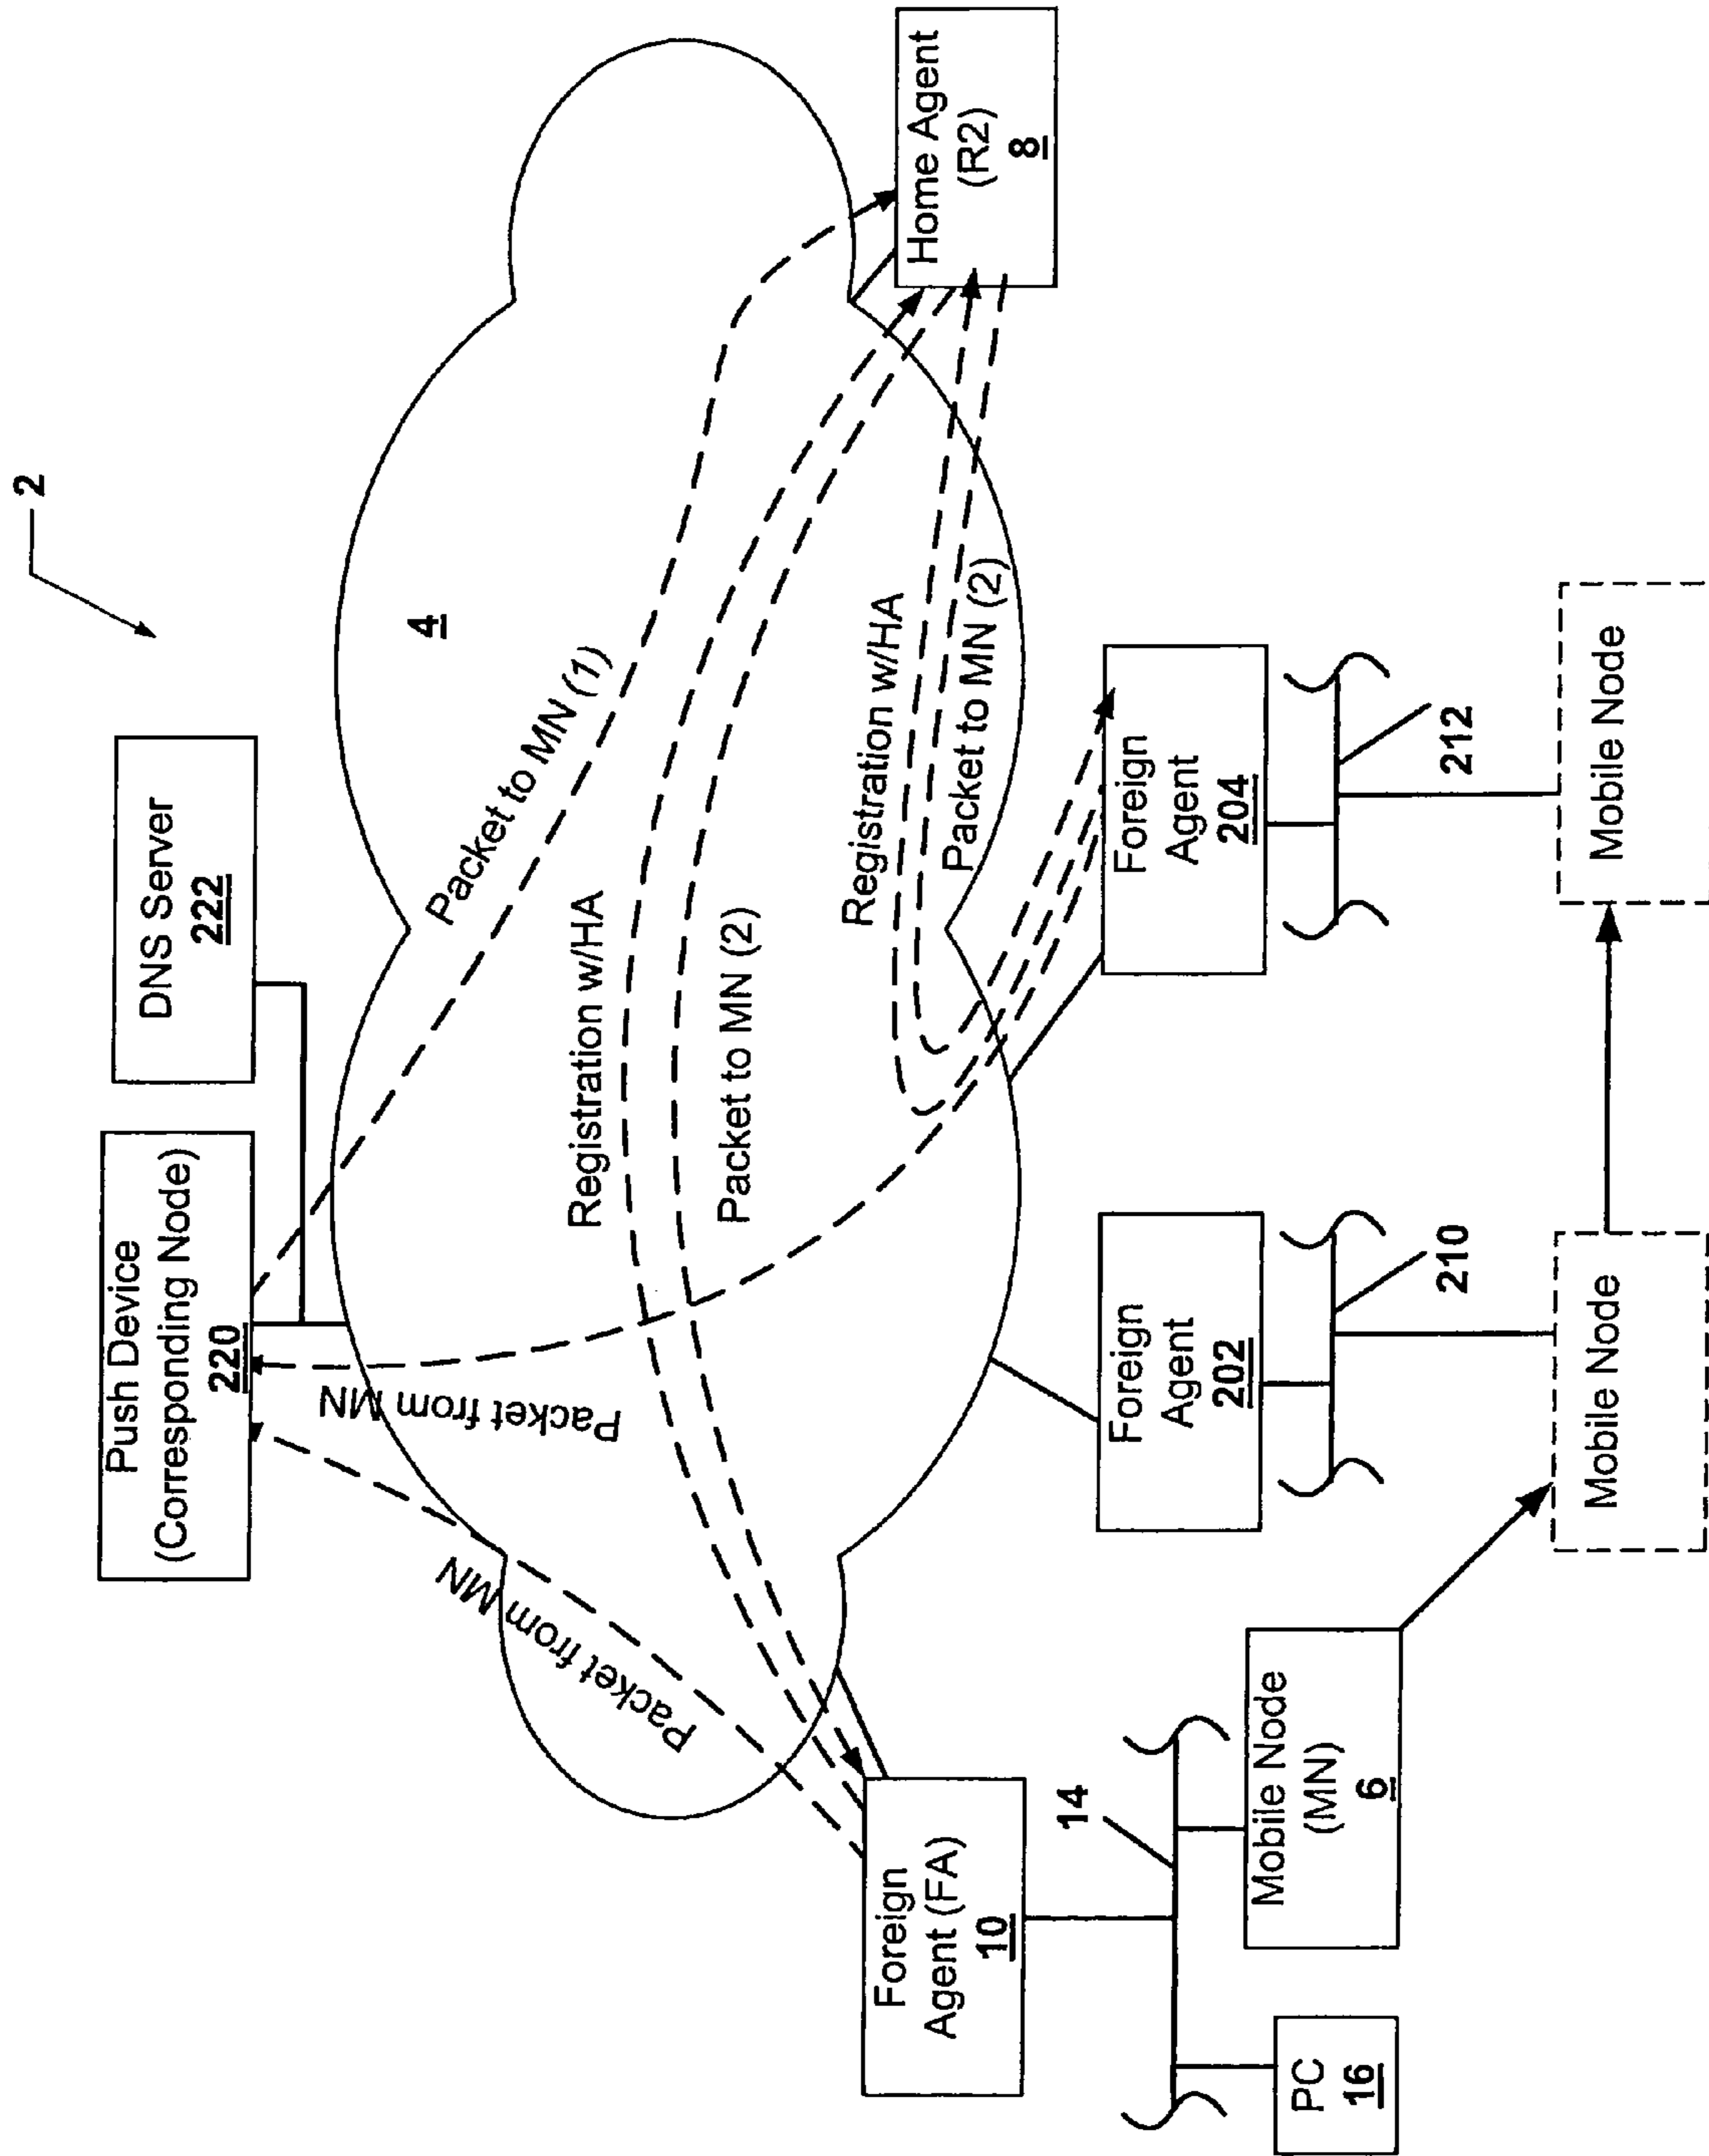 2
Push Device
(Corresponding Node)
220
DNS Server
222
4
Packet to MN (1)
Packet from MN
Packet from MN
Registration w/HA
Packet to MN (2)
Registration w/HA
Packet to MN (2)
Home Agent
(R2)
8
Foreign
Agent (FA)
10
Foreign
Agent
202
Foreign
Agent
204
14
210
212
PC
16
Mobile Node
(MN)
6
Mobile Node
Mobile Node